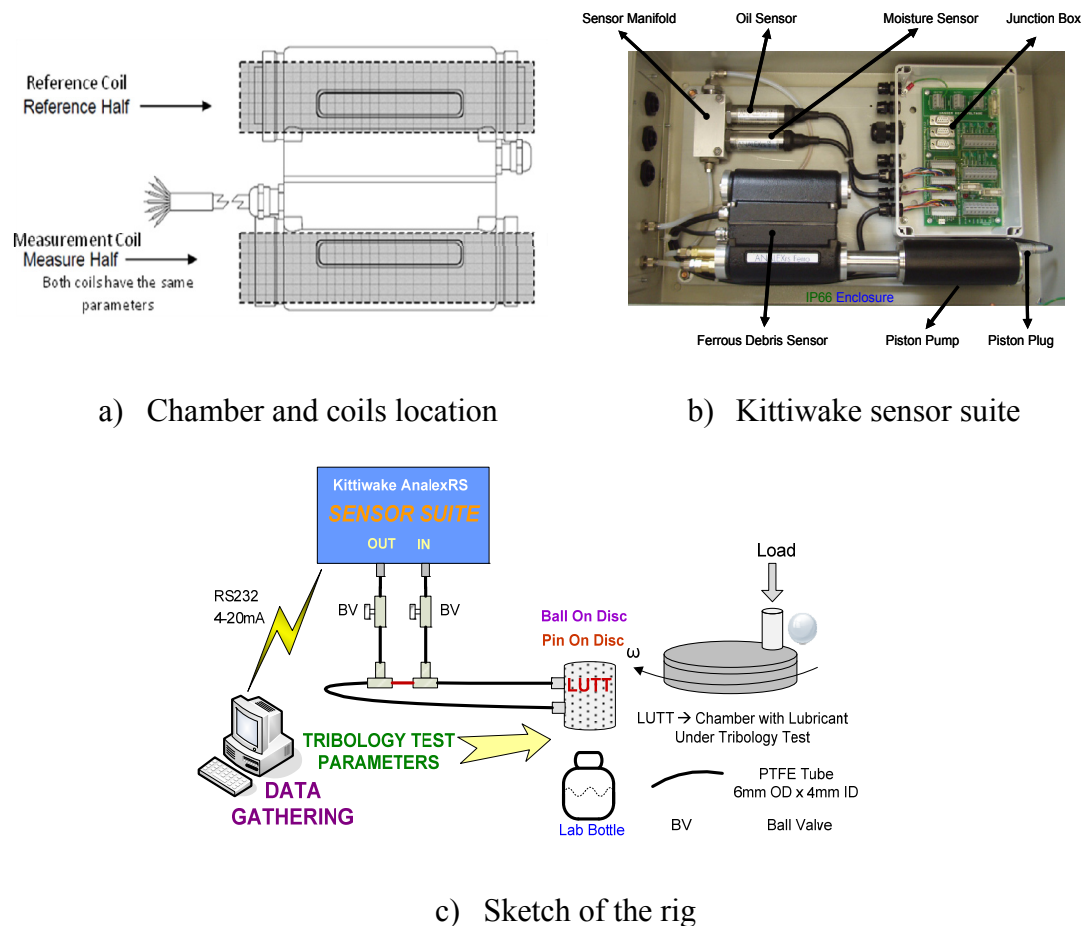 Reference Coil
Reference Half
Measurement Coil
Measure Half
Both coils have the same
parameters
a) Chamber and coils location
Sensor Manifold
Oil Sensor
Moisture Sensor
Junction Box
IP66 Enclosure
Ferrous Debris Sensor
Piston Pump
Piston Plug
b) Kittiwake sensor suite
Kittiwake AnalexRS
SENSOR SUITE
OUT IN
RS232
4-20mA
BV
BV
Ball On Disc
Pin On Disc
Load
ω
LUTT
LUTT → Chamber with Lubricant
Under Tribology Test
TRIBOLOGY TEST
PARAMETERS
DATA
GATHERING
Lab Bottle
PTFE Tube
6mm OD x 4mm ID
BV Ball Valve
c) Sketch of the rig